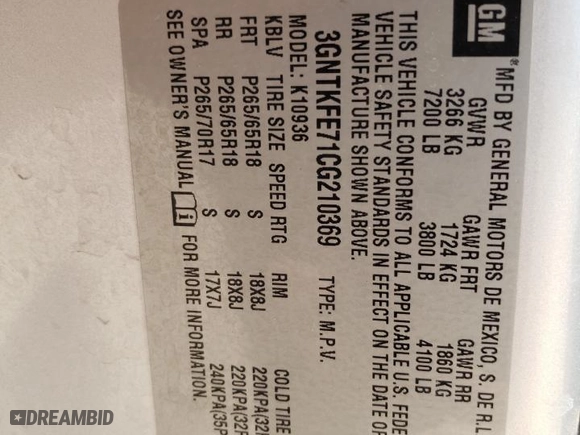 GM
MFD BY GENERAL MOTORS DE MEXICO, S. DE R.L.
GVWR GAWR FRT GAWR RR
3266 KG 1724 KG 1860 KG
7200 LB 3800 LB 4100 LB
THIS VEHICLE CONFORMS TO ALL APPLICABLE U.S. FEDE
VEHICLE SAFETY STANDARDS IN EFFECT ON THE DATE OF
MANUFACTURE SHOWN ABOVE.
3GNTKFE71CG210369 TYPE: M.P.V.
MODEL: K10936
KBLV TIRE SIZE SPEED RTG RIM COLD TIRE
FRT P265/65R18 S 18X8J 220KPA(32
RR P265/65R18 S 18X8J 220KPA(32
SPA P265/70R17 S 17X7J 240KPA(35P
SEE OWNER'S MANUAL FOR MORE INFORMATION.
DREAMBID